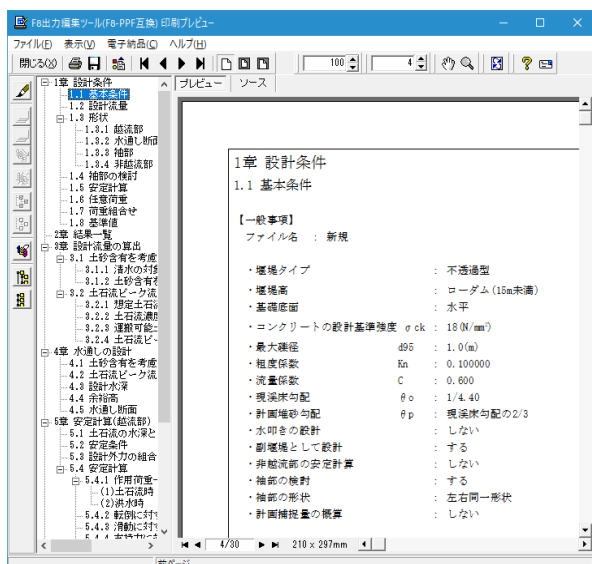 F8出力編集ツール(F8-PPF互換) 印刷プレビュー
ファイル(F) 表示(V) 電子納品(C) ヘルプ(H)
閉じる(X) 100 4
プレビュー ソース
1章 設計条件
1.1 基本条件
1.2 設計流量
1.3 形状
1.3.1 越流部
1.3.2 水通し断面
1.3.3 袖部
1.3.4 非越流部
1.4 袖部の検討
1.5 安定計算
1.6 任意荷重
1.7 荷重組合せ
1.8 基準値
2章 結果一覧
3章 設計流量の算出
3.1 土砂含有を考慮
3.1.1 清水の対象
3.1.2 土砂含有を
3.2 土石流ピーク流
3.2.1 想定土石
3.2.2 土石流濃度
3.2.3 運搬可能土
3.2.4 土石流ピ-
4章 水通しの設計
4.1 土砂含有を考慮
4.2 土石流ピーク流
4.3 設計水深
4.4 余裕高
4.5 水通し断面
5章 安定計算(越流部)
5.1 土石流の水深と
5.2 安定条件
5.3 設計外力の組合
5.4 安定計算
5.4.1 作用荷重-
(1)土石流時
(2)洪水時
5.4.2 転倒に対す
5.4.3 滑動に対す
1章 設計条件
1.1 基本条件
【一般事項】
ファイル名 : 新規
・堰堤タイプ : 不透過型
・堰堤高 : ローダム(15m未満)
・基礎底面 : 水平
・コンクリートの設計基準強度 σck : 18(N/mm²)
・最大礫径 d95 : 1.0(m)
・粗度係数 Kn : 0.100000
・流量係数 C : 0.600
・現渓床勾配 θo : 1/4.40
・計画堆砂勾配 θp : 現渓床勾配の2/3
・水叩きの設計 : しない
・副堰堤として設計 : する
・非越流部の安定計算 : しない
・袖部の検討 : する
・袖部の形状 : 左右同一形状
・計画捕捉量の概算 : しない
4/30 210 x 297mm